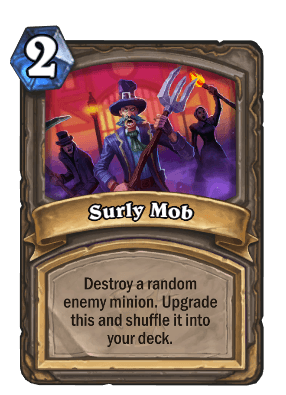 2
Surly Mob
Destroy a random
enemy minion. Upgrade
this and shuffle it into
your deck.